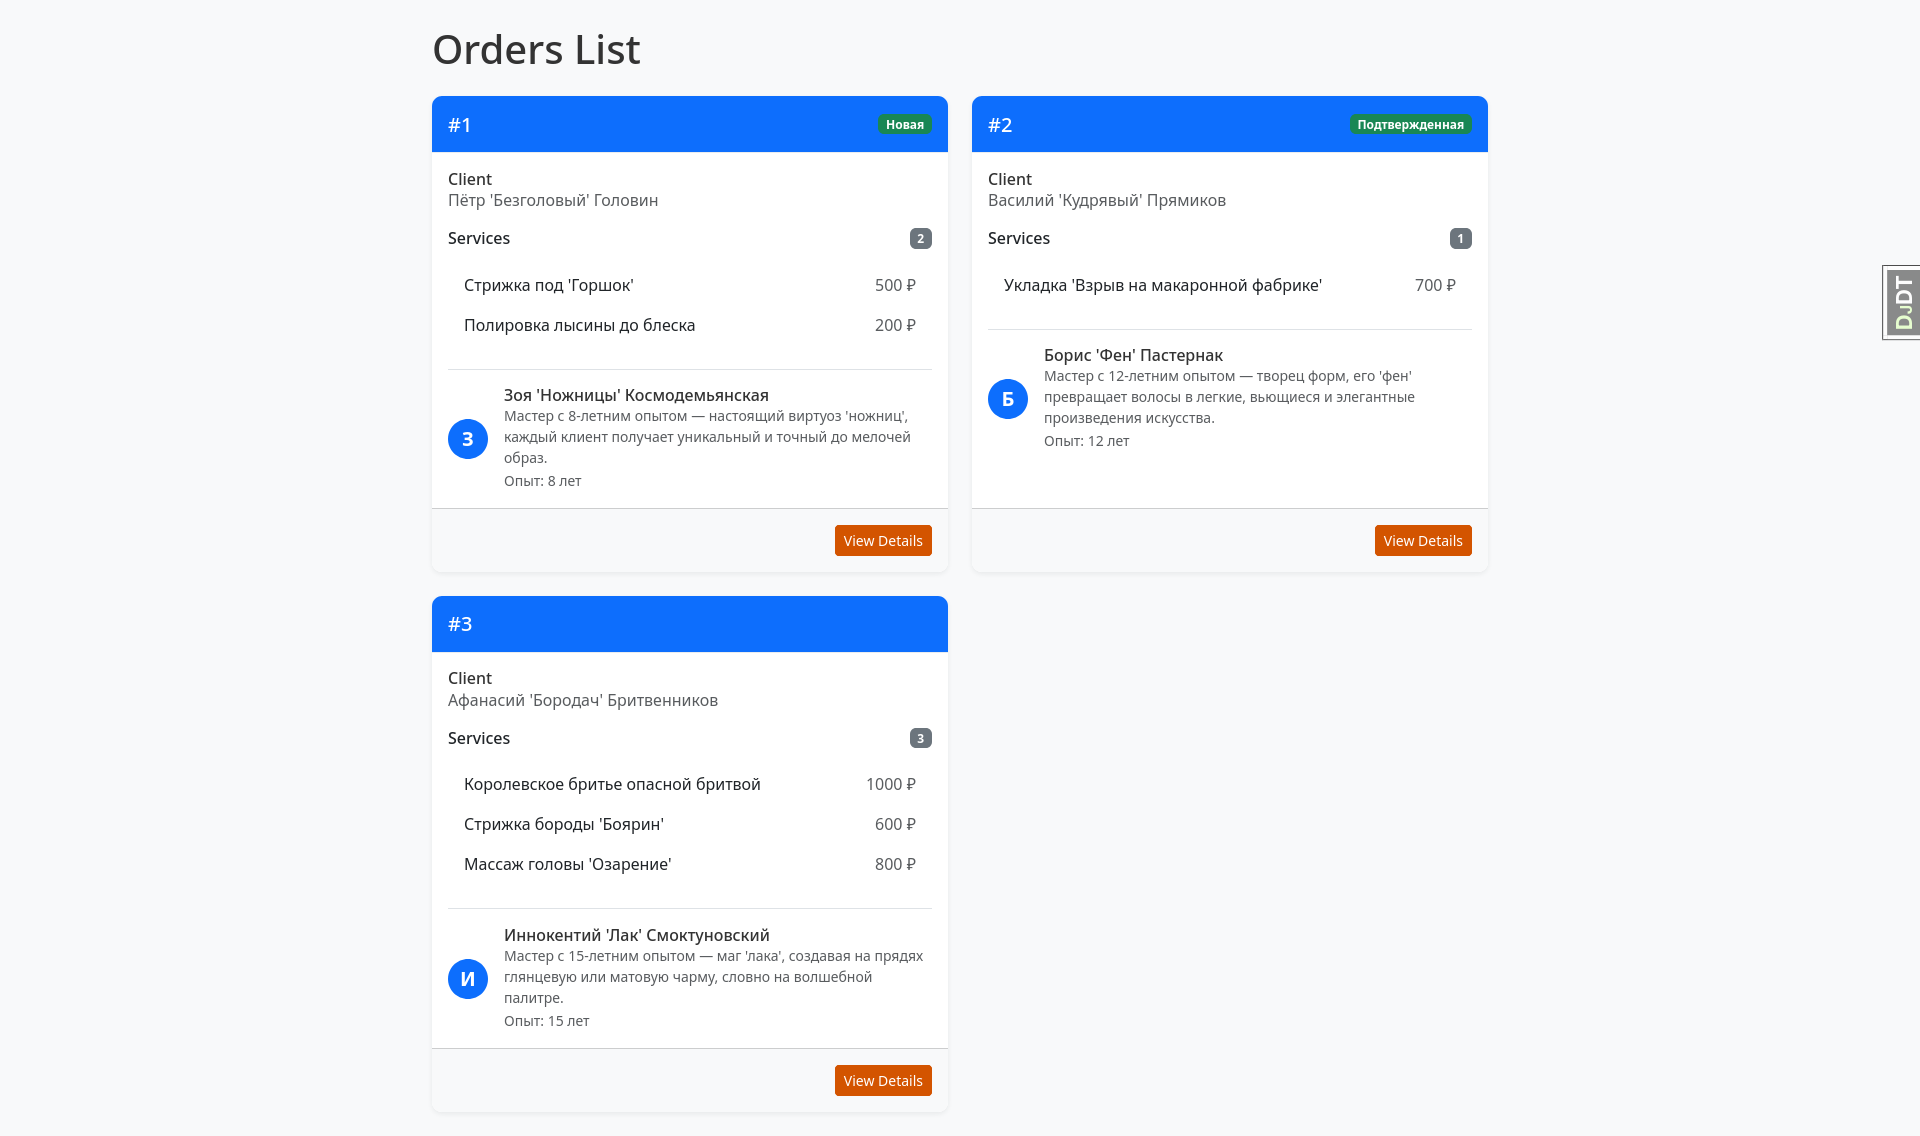 Orders List
#1
Новая
Client
Пётр 'Безголовый' Головин
Services
2
Стрижка под 'Горшок'
500 ₽
Полировка лысины до блеска
200 ₽
З
Зоя 'Ножницы' Космодемьянская
Мастер с 8-летним опытом — настоящий виртуоз 'ножниц',
каждый клиент получает уникальный и точный до мелочей
образ.
Опыт: 8 лет
View Details
#2
Подтвержденная
Client
Василий 'Кудрявый' Прямиков
Services
1
Укладка 'Взрыв на макаронной фабрике'
700 ₽
Б
Борис 'Фен' Пастернак
Мастер с 12-летним опытом — творец форм, его 'фен'
превращает волосы в легкие, вьющиеся и элегантные
произведения искусства.
Опыт: 12 лет
View Details
#3
Client
Афанасий 'Бородач' Бритвенников
Services
3
Королевское бритье опасной бритвой
1000 ₽
Стрижка бороды 'Боярин'
600 ₽
Массаж головы 'Озарение'
800 ₽
И
Иннокентий 'Лак' Смоктуновский
Мастер с 15-летним опытом — маг 'лака', создавая на прядях
глянцевую или матовую чарму, словно на волшебной
палитре.
Опыт: 15 лет
View Details
DJDT